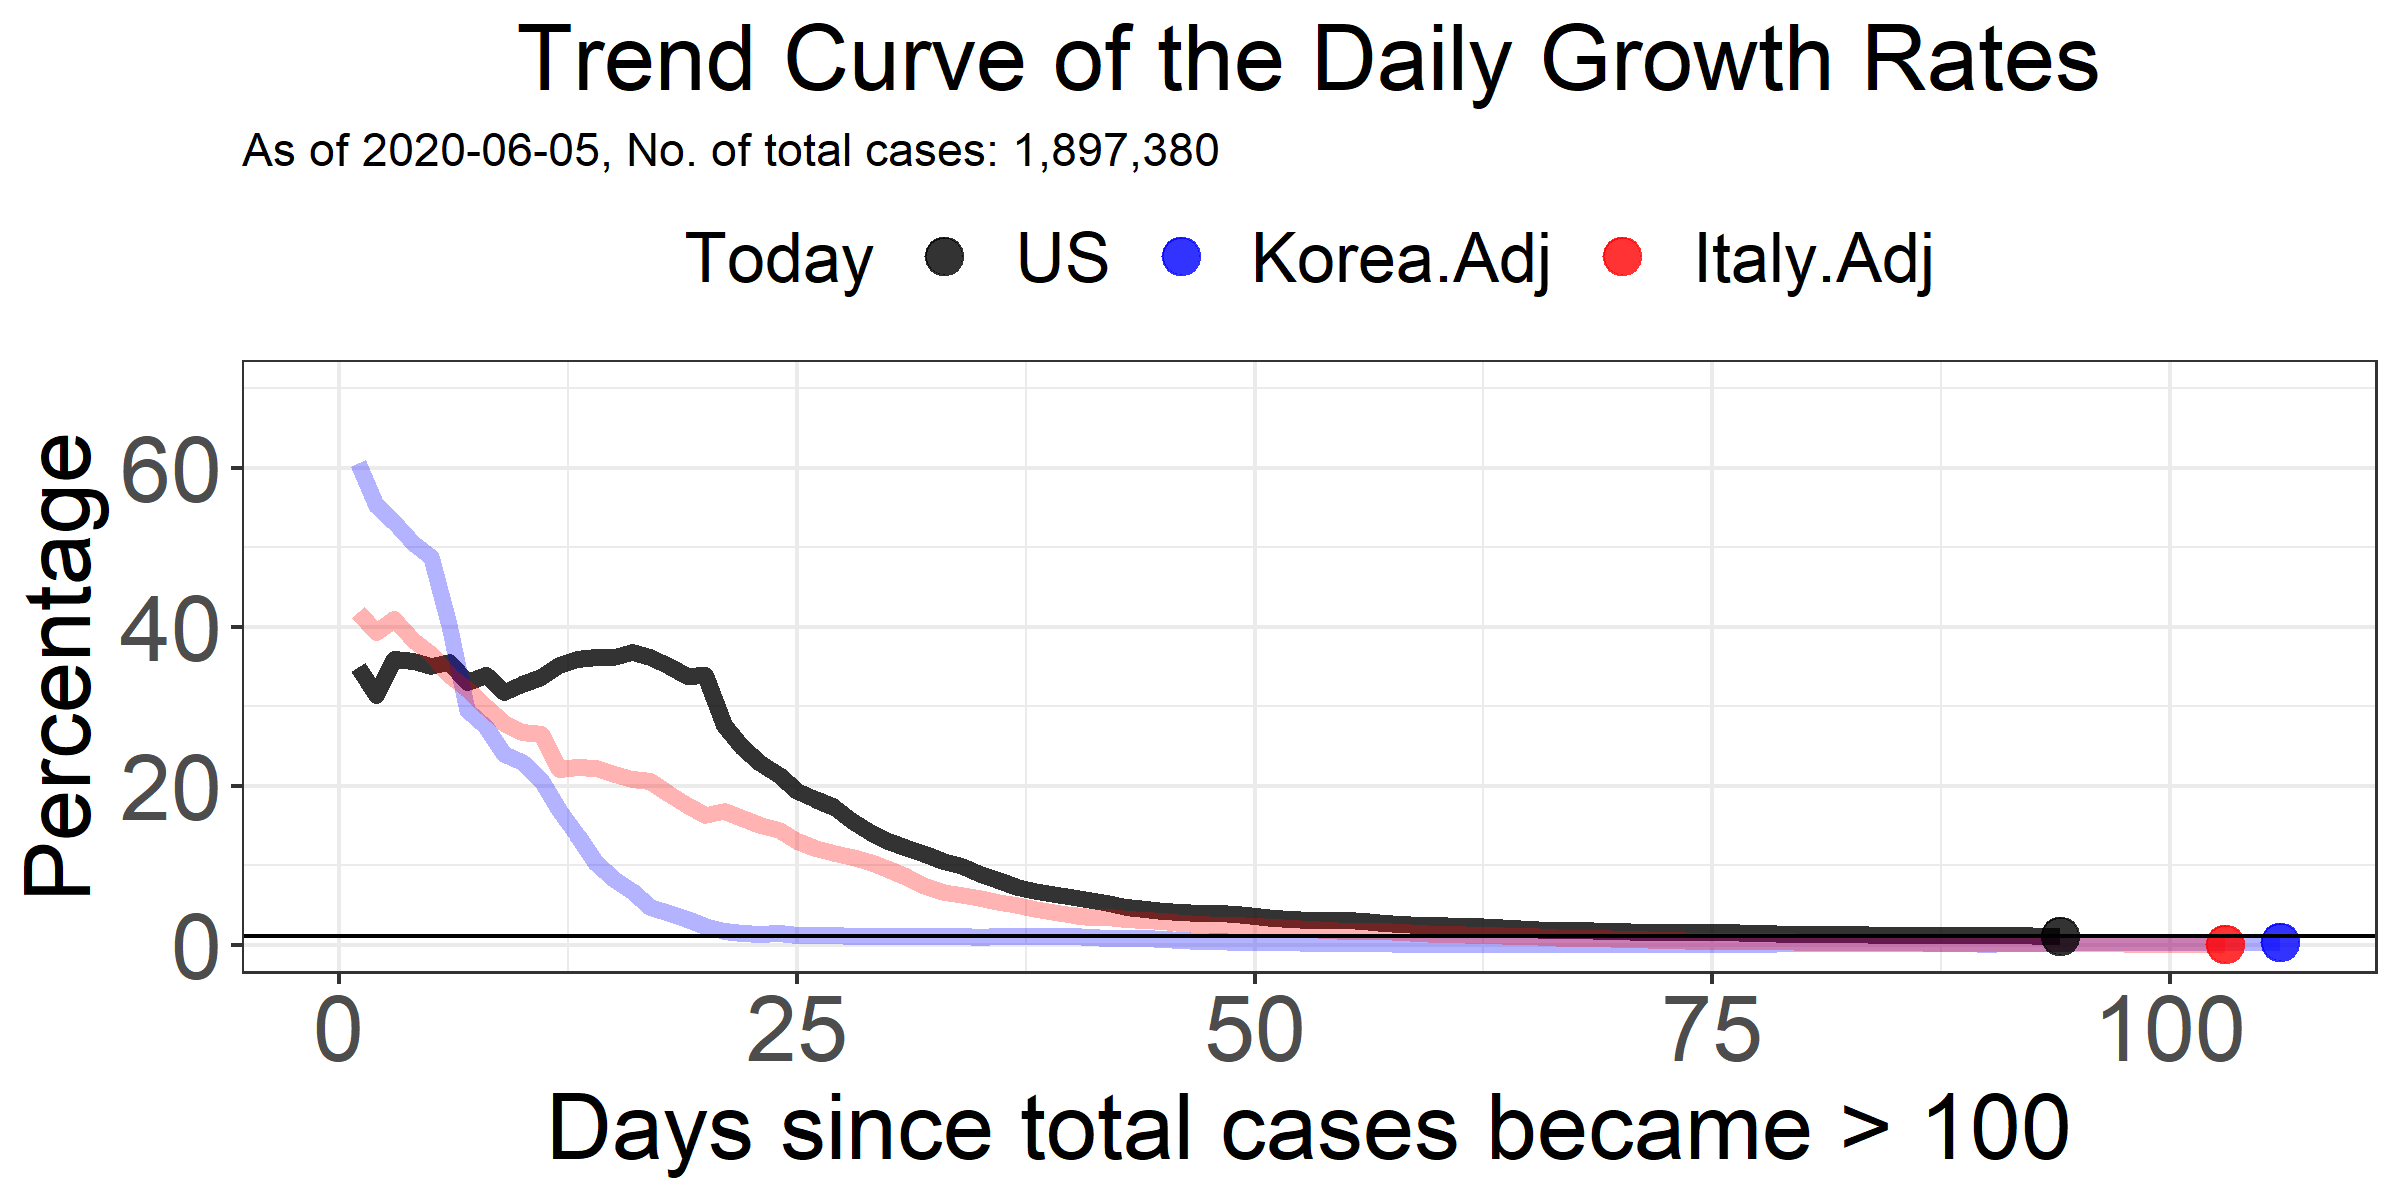 Trend Curve of the Daily Growth Rates
As of 2020-06-05, No. of total cases: 1,897,380
Today US Korea.Adj Italy.Adj
Percentage
60
40
20
0
0 25 50 75 100
Days since total cases became > 100